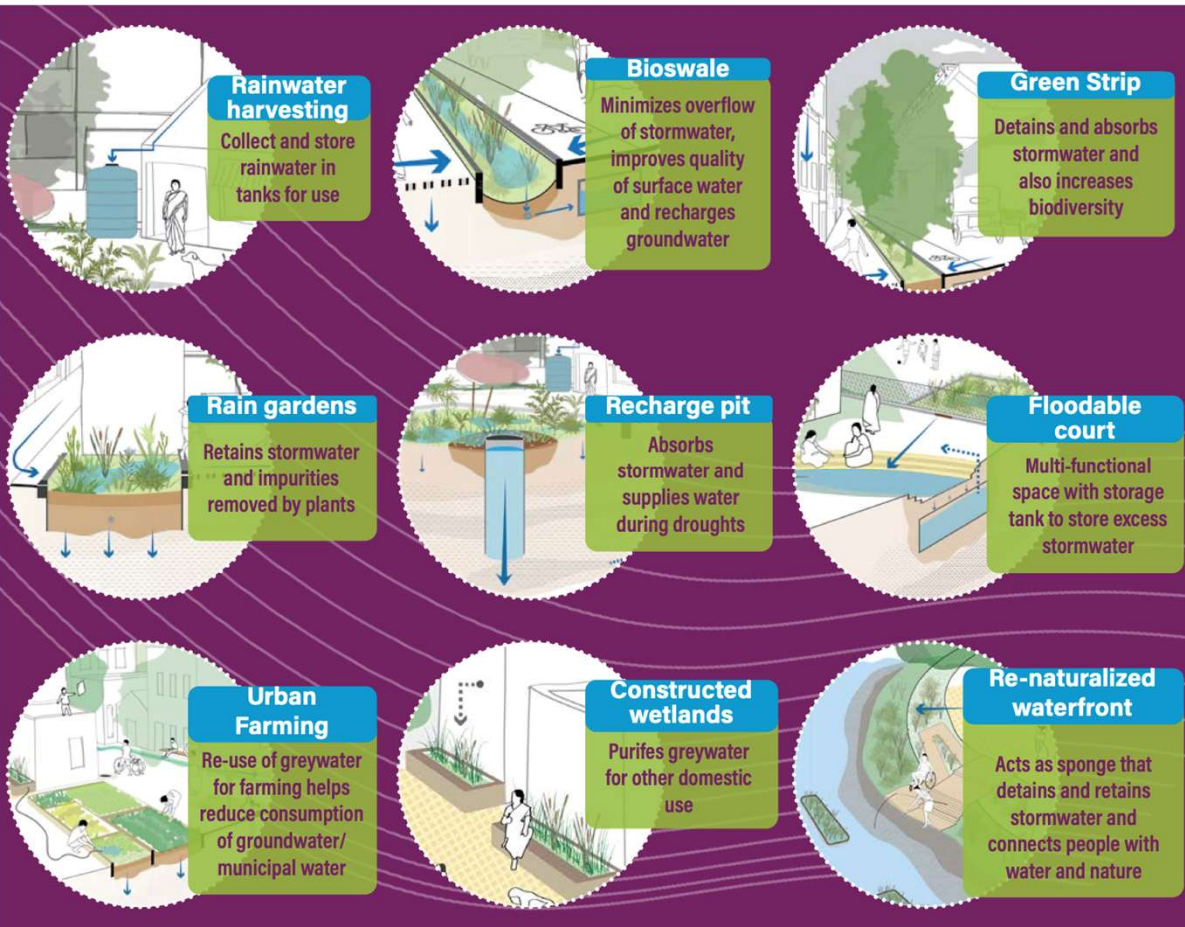 Rainwater
harvesting
Collect and store
rainwater in
tanks for use
Bioswale
Minimizes overflow
of stormwater,
improves quality
of surface water
and recharges
groundwater
Green Strip
Detains and absorbs
stormwater and
also increases
biodiversity
Rain gardens
Retains stormwater
and impurities
removed by plants
Recharge pit
Absorbs
stormwater and
supplies water
during droughts
Floodable
court
Multi-functional
space with storage
tank to store excess
stormwater
Urban
Farming
Re-use of greywater
for farming helps
reduce consumption
of groundwater/
municipal water
Constructed
wetlands
Purifes greywater
for other domestic
use
Re-naturalized
waterfront
Acts as sponge that
detains and retains
stormwater and
connects people with
water and nature